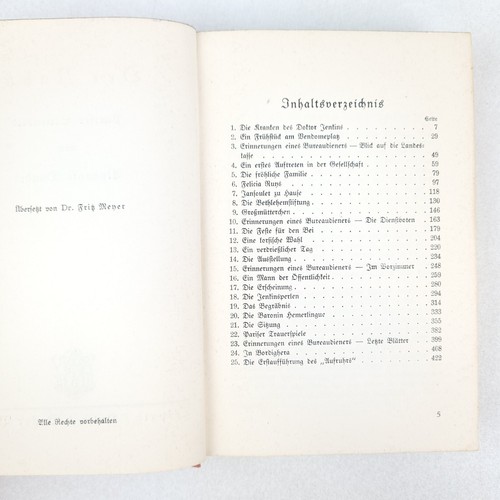 Übersetzt von Dr. Fritz Meyer
Alle Rechte vorbehalten
Inhaltsverzeichnis
Seite
1. Die Kranken des Doktor Jenkins . . . . . . . . 7
2. Ein Frühstück am Vendomeplatz . . . . . . . . 29
3. Erinnerungen eines Bureaudieners — Blick auf die Landes-
kasse . . . . . . . . 49
4. Ein erstes Auftreten in der Gesellschaft . . . . . . . . 59
5. Die fröhliche Familie . . . . . . . . 79
6. Felicia Ruys . . . . . . . . 97
7. Jansoulet zu Hause . . . . . . . . 118
8. Die Bethlehemstiftung . . . . . . . . 130
9. Großmütterchen . . . . . . . . 146
10. Erinnerungen eines Bureaudieners — Die Dienstboten . 163
11. Die Feste für den Bei . . . . . . . . 179
12. Eine korsische Wahl . . . . . . . . 204
13. Ein verdrießlicher Tag . . . . . . . . 220
14. Die Ausstellung . . . . . . . . 234
15. Erinnerungen eines Bureaudieners — Im Vorzimmer . 248
16. Ein Mann der Öffentlichkeit . . . . . . . . 259
17. Die Erscheinung . . . . . . . . 280
18. Die Jenkinsperlen . . . . . . . . 294
19. Das Begräbnis . . . . . . . . 314
20. Die Baronin Hemerlingue . . . . . . . . 333
21. Die Sitzung . . . . . . . . 355
22. Pariser Trauerspiele . . . . . . . . 382
23. Erinnerungen eines Bureaudieners — Letzte Blätter . 399
24. In Bordighera . . . . . . . . 408
25. Die Erstaufführung des „Aufruhrs“ . . . . . . . . 422
5